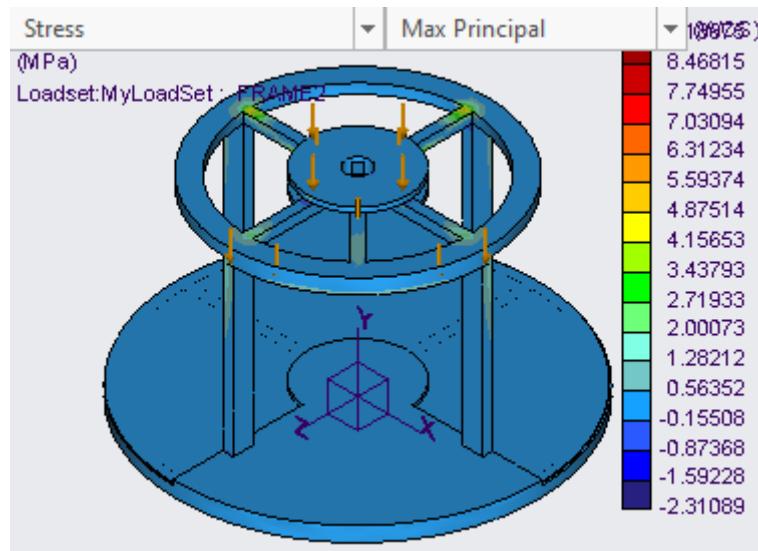 Stress
Max Principal
(WCS)
(MPa)
Loadset:MyLoadSet : FRAME2
8.46815
7.74955
7.03094
6.31234
5.59374
4.87514
4.15653
3.43793
2.71933
2.00073
1.28212
0.56352
-0.15508
-0.87368
-1.59228
-2.31089
Y
Z
X